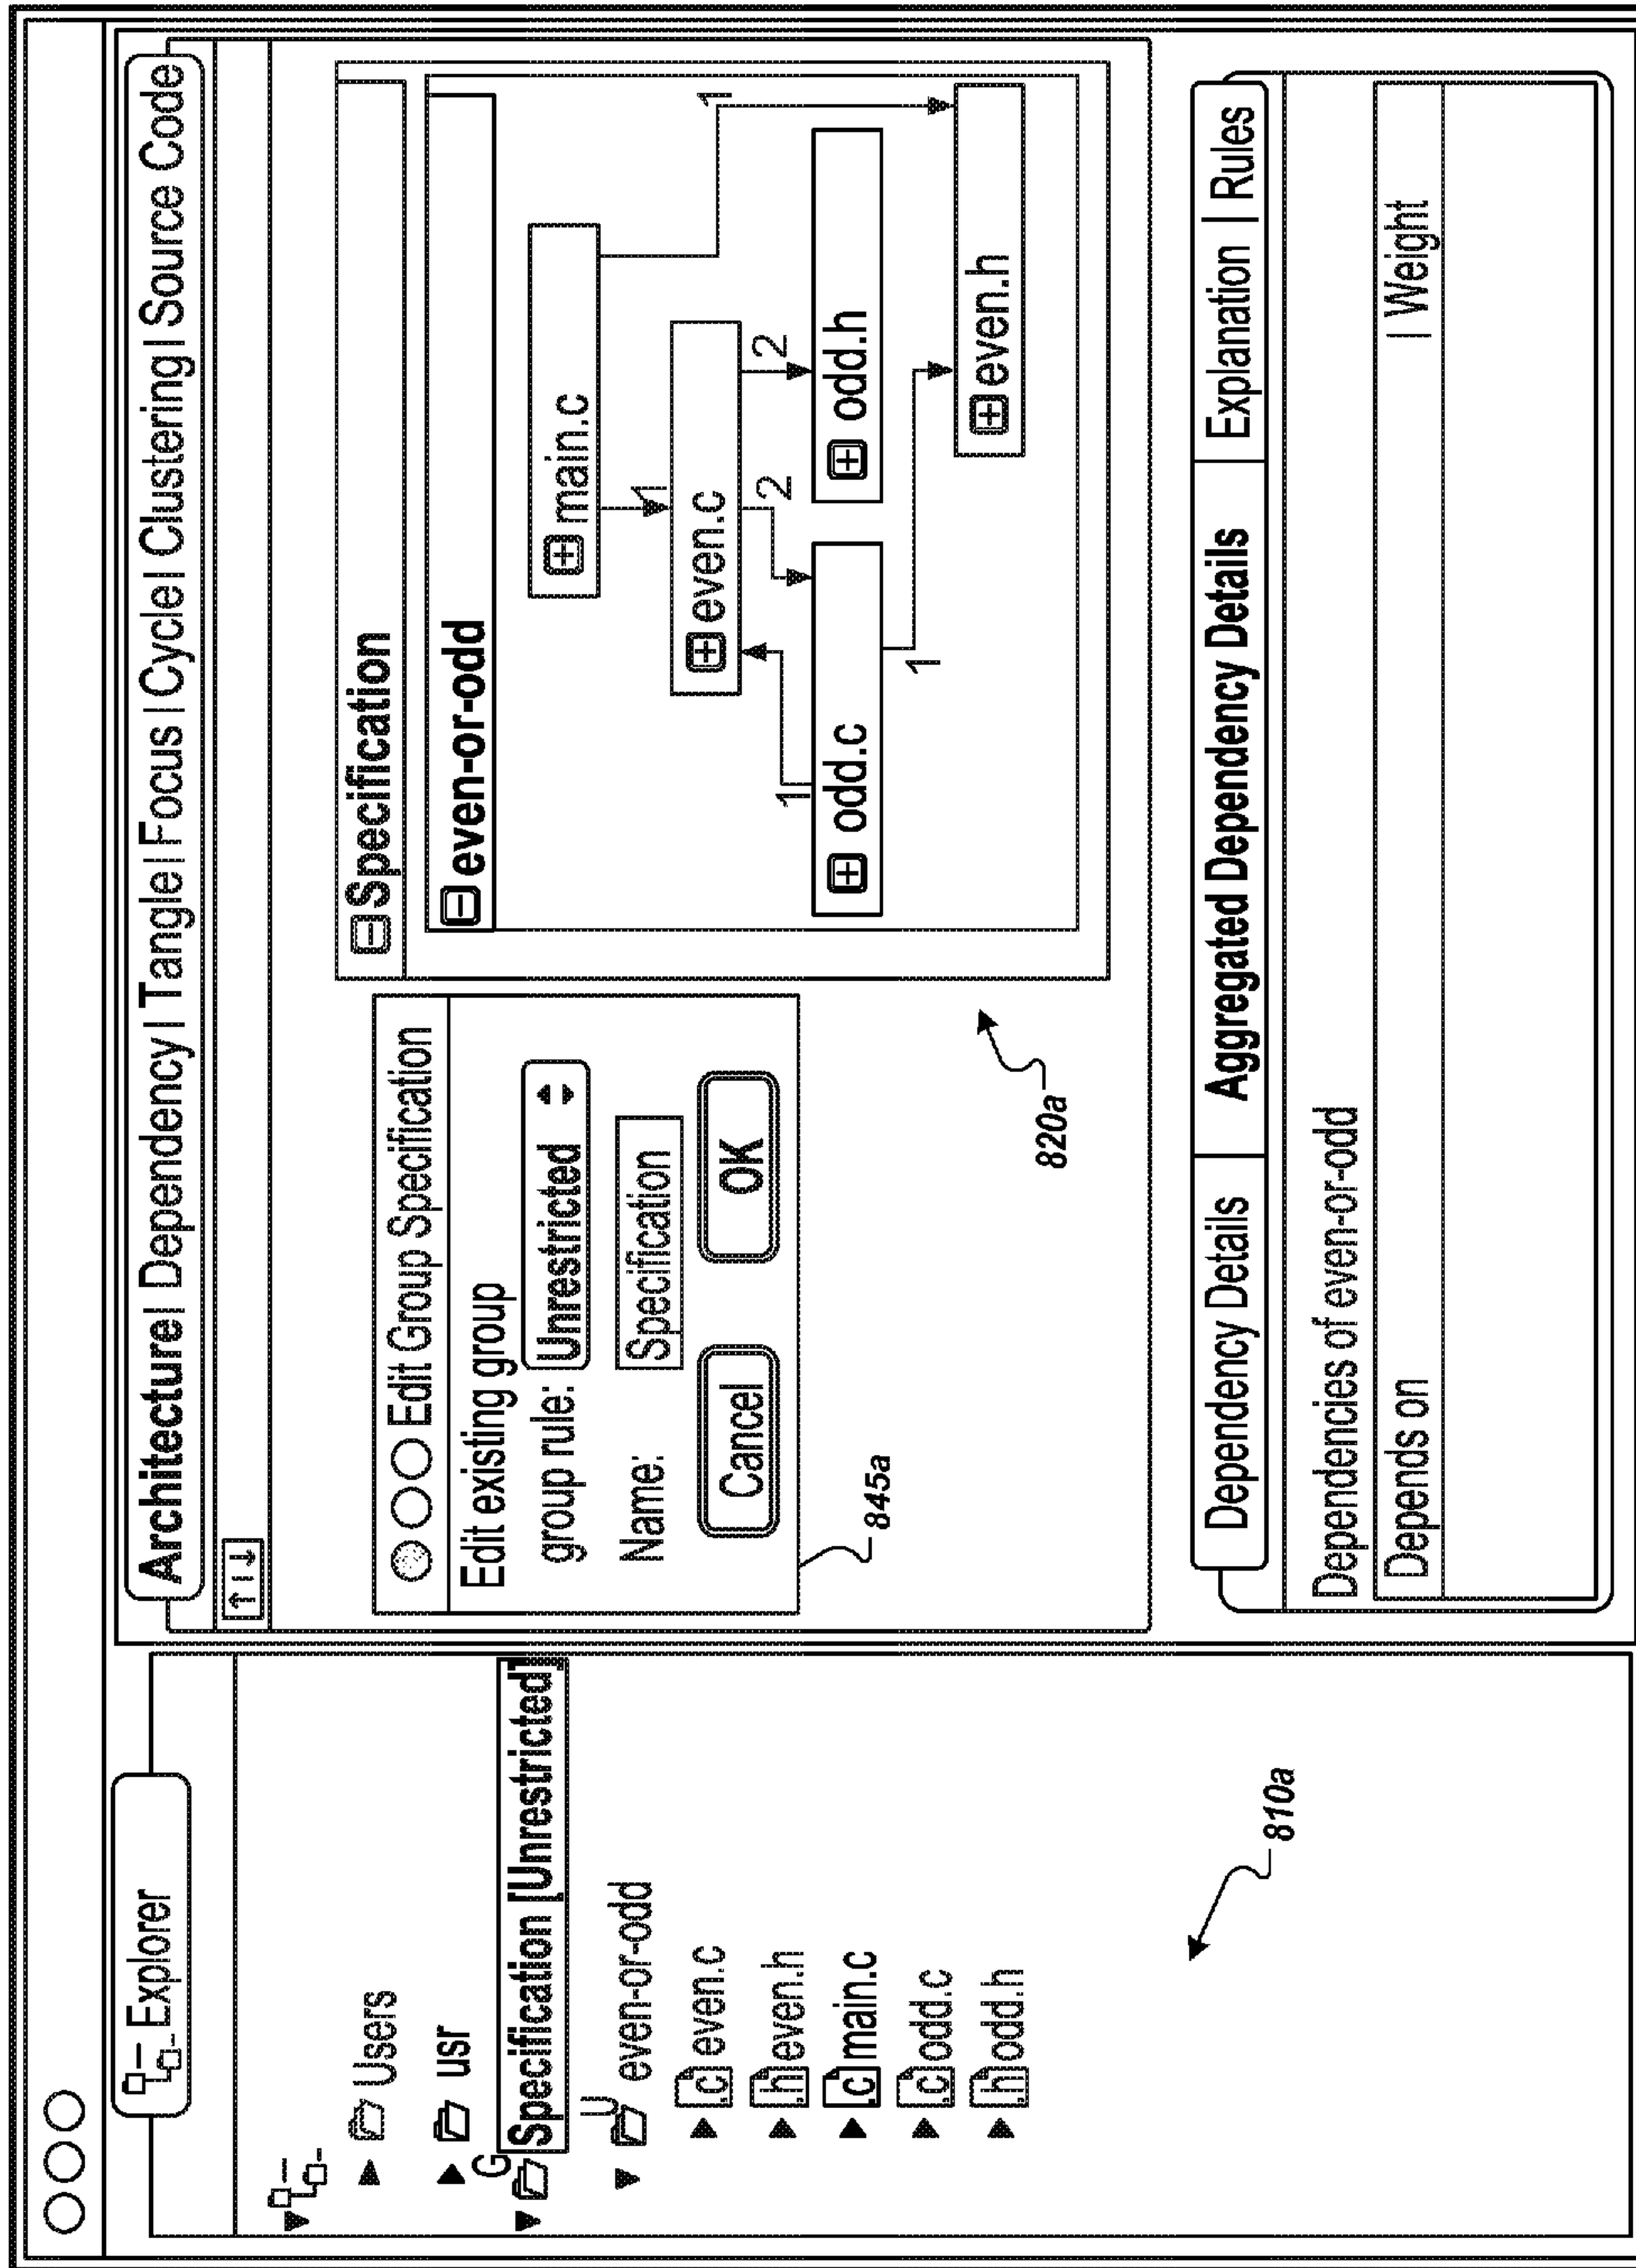 Explorer
Users
usr
G
Specification [Unrestricted]
U
even-or-odd
.c even.c
.h even.h
.c main.c
.c odd.c
.h odd.h
810a
Architecture | Dependency | Tangle | Focus | Cycle | Clustering | Source Code
Edit Group Specification
Edit existing group
group rule: Unrestricted
Name: Specification
Cancel OK
845a
Specification
even-or-odd
main.c
1
1
even.c
2
2
1
odd.c
odd.h
1
even.h
820a
Dependency Details | Aggregated Dependency Details | Explanation | Rules
Dependencies of even-or-odd
Depends on | Weight